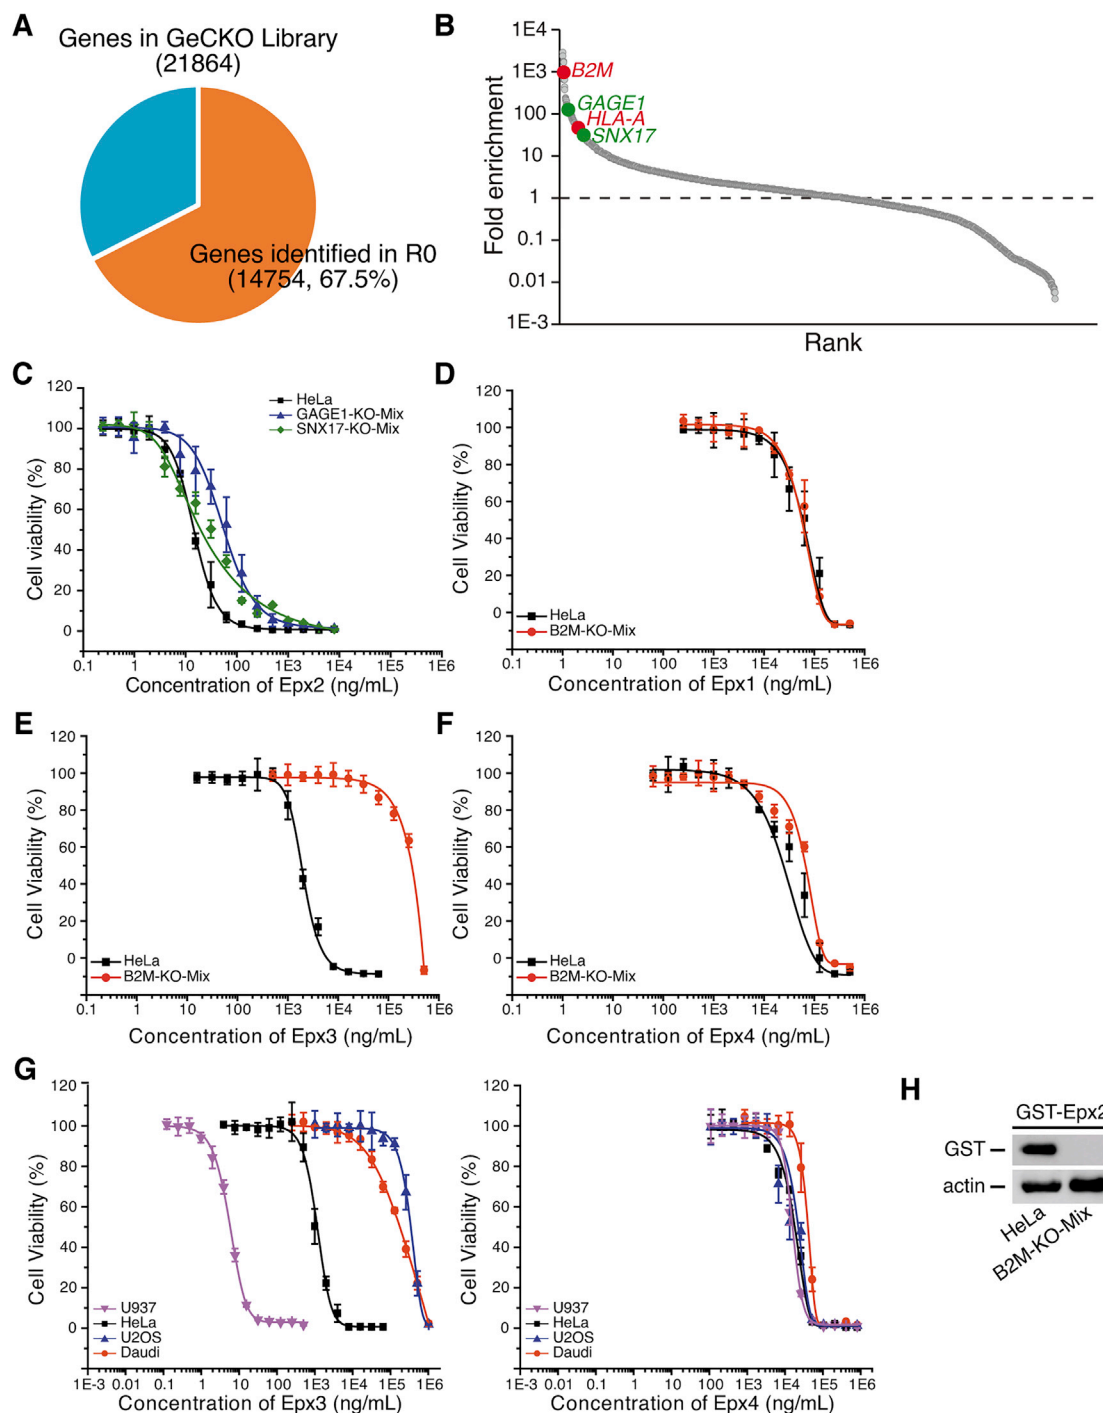 A
Genes in GeCKO Library
(21864)
Genes identified in R0
(14754, 67.5%)
B
Fold enrichment
1E4
1E3
100
10
1
0.1
0.01
1E-3
B2M
GAGE1
HLA-A
SNX17
Rank
C
Cell viability (%)
120
100
80
60
40
20
0
HeLa
GAGE1-KO-Mix
SNX17-KO-Mix
0.1 1 10 100 1E3 1E4 1E5 1E6
Concentration of Epx2 (ng/mL)
D
Cell Viability (%)
120
100
80
60
40
20
0
HeLa
B2M-KO-Mix
0.1 1 10 100 1E3 1E4 1E5 1E6
Concentration of Epx1 (ng/mL)
E
Cell Viability (%)
120
100
80
60
40
20
0
HeLa
B2M-KO-Mix
0.1 1 10 100 1E3 1E4 1E5 1E6
Concentration of Epx3 (ng/mL)
F
Cell Viability (%)
120
100
80
60
40
20
0
HeLa
B2M-KO-Mix
0.1 1 10 100 1E3 1E4 1E5 1E6
Concentration of Epx4 (ng/mL)
G
Cell Viability (%)
120
100
80
60
40
20
0
U937
HeLa
U2OS
Daudi
1E-3 0.01 0.1 1 10 100 1E3 1E4 1E5 1E6
Concentration of Epx3 (ng/mL)
Cell Viability (%)
120
100
80
60
40
20
0
U937
HeLa
U2OS
Daudi
1E-3 0.01 0.1 1 10 100 1E3 1E4 1E5 1E6
Concentration of Epx4 (ng/mL)
H
GST-Epx2
GST
actin
HeLa
B2M-KO-Mix